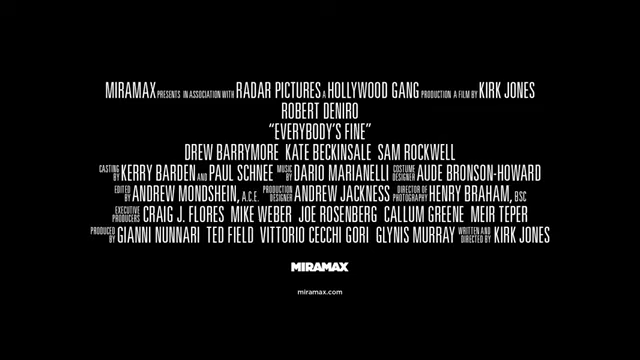 MIRAMAX PRESENTS IN ASSOCIATION WITH RADAR PICTURES A HOLLYWOOD GANG PRODUCTION A FILM BY KIRK JONES
ROBERT DENIRO
"EVERYBODY'S FINE"
DREW BARRYMORE KATE BECKINSALE SAM ROCKWELL
CASTING BY KERRY BARDEN AND PAUL SCHNEE MUSIC BY DARIO MARIANELLI COSTUME DESIGNER AUDE BRONSON-HOWARD
EDITED BY ANDREW MONDSHEIN, A.C.E. PRODUCTION DESIGNER ANDREW JACKNESS DIRECTOR OF PHOTOGRAPHY HENRY BRAHAM, BSC
EXECUTIVE PRODUCERS CRAIG J. FLORES MIKE WEBER JOE ROSENBERG CALLUM GREENE MEIR TEPER
PRODUCED BY GIANNI NUNNARI TED FIELD VITTORIO CECCHI GORI GLYNIS MURRAY WRITTEN AND DIRECTED BY KIRK JONES
MIRAMAX
miramax.com